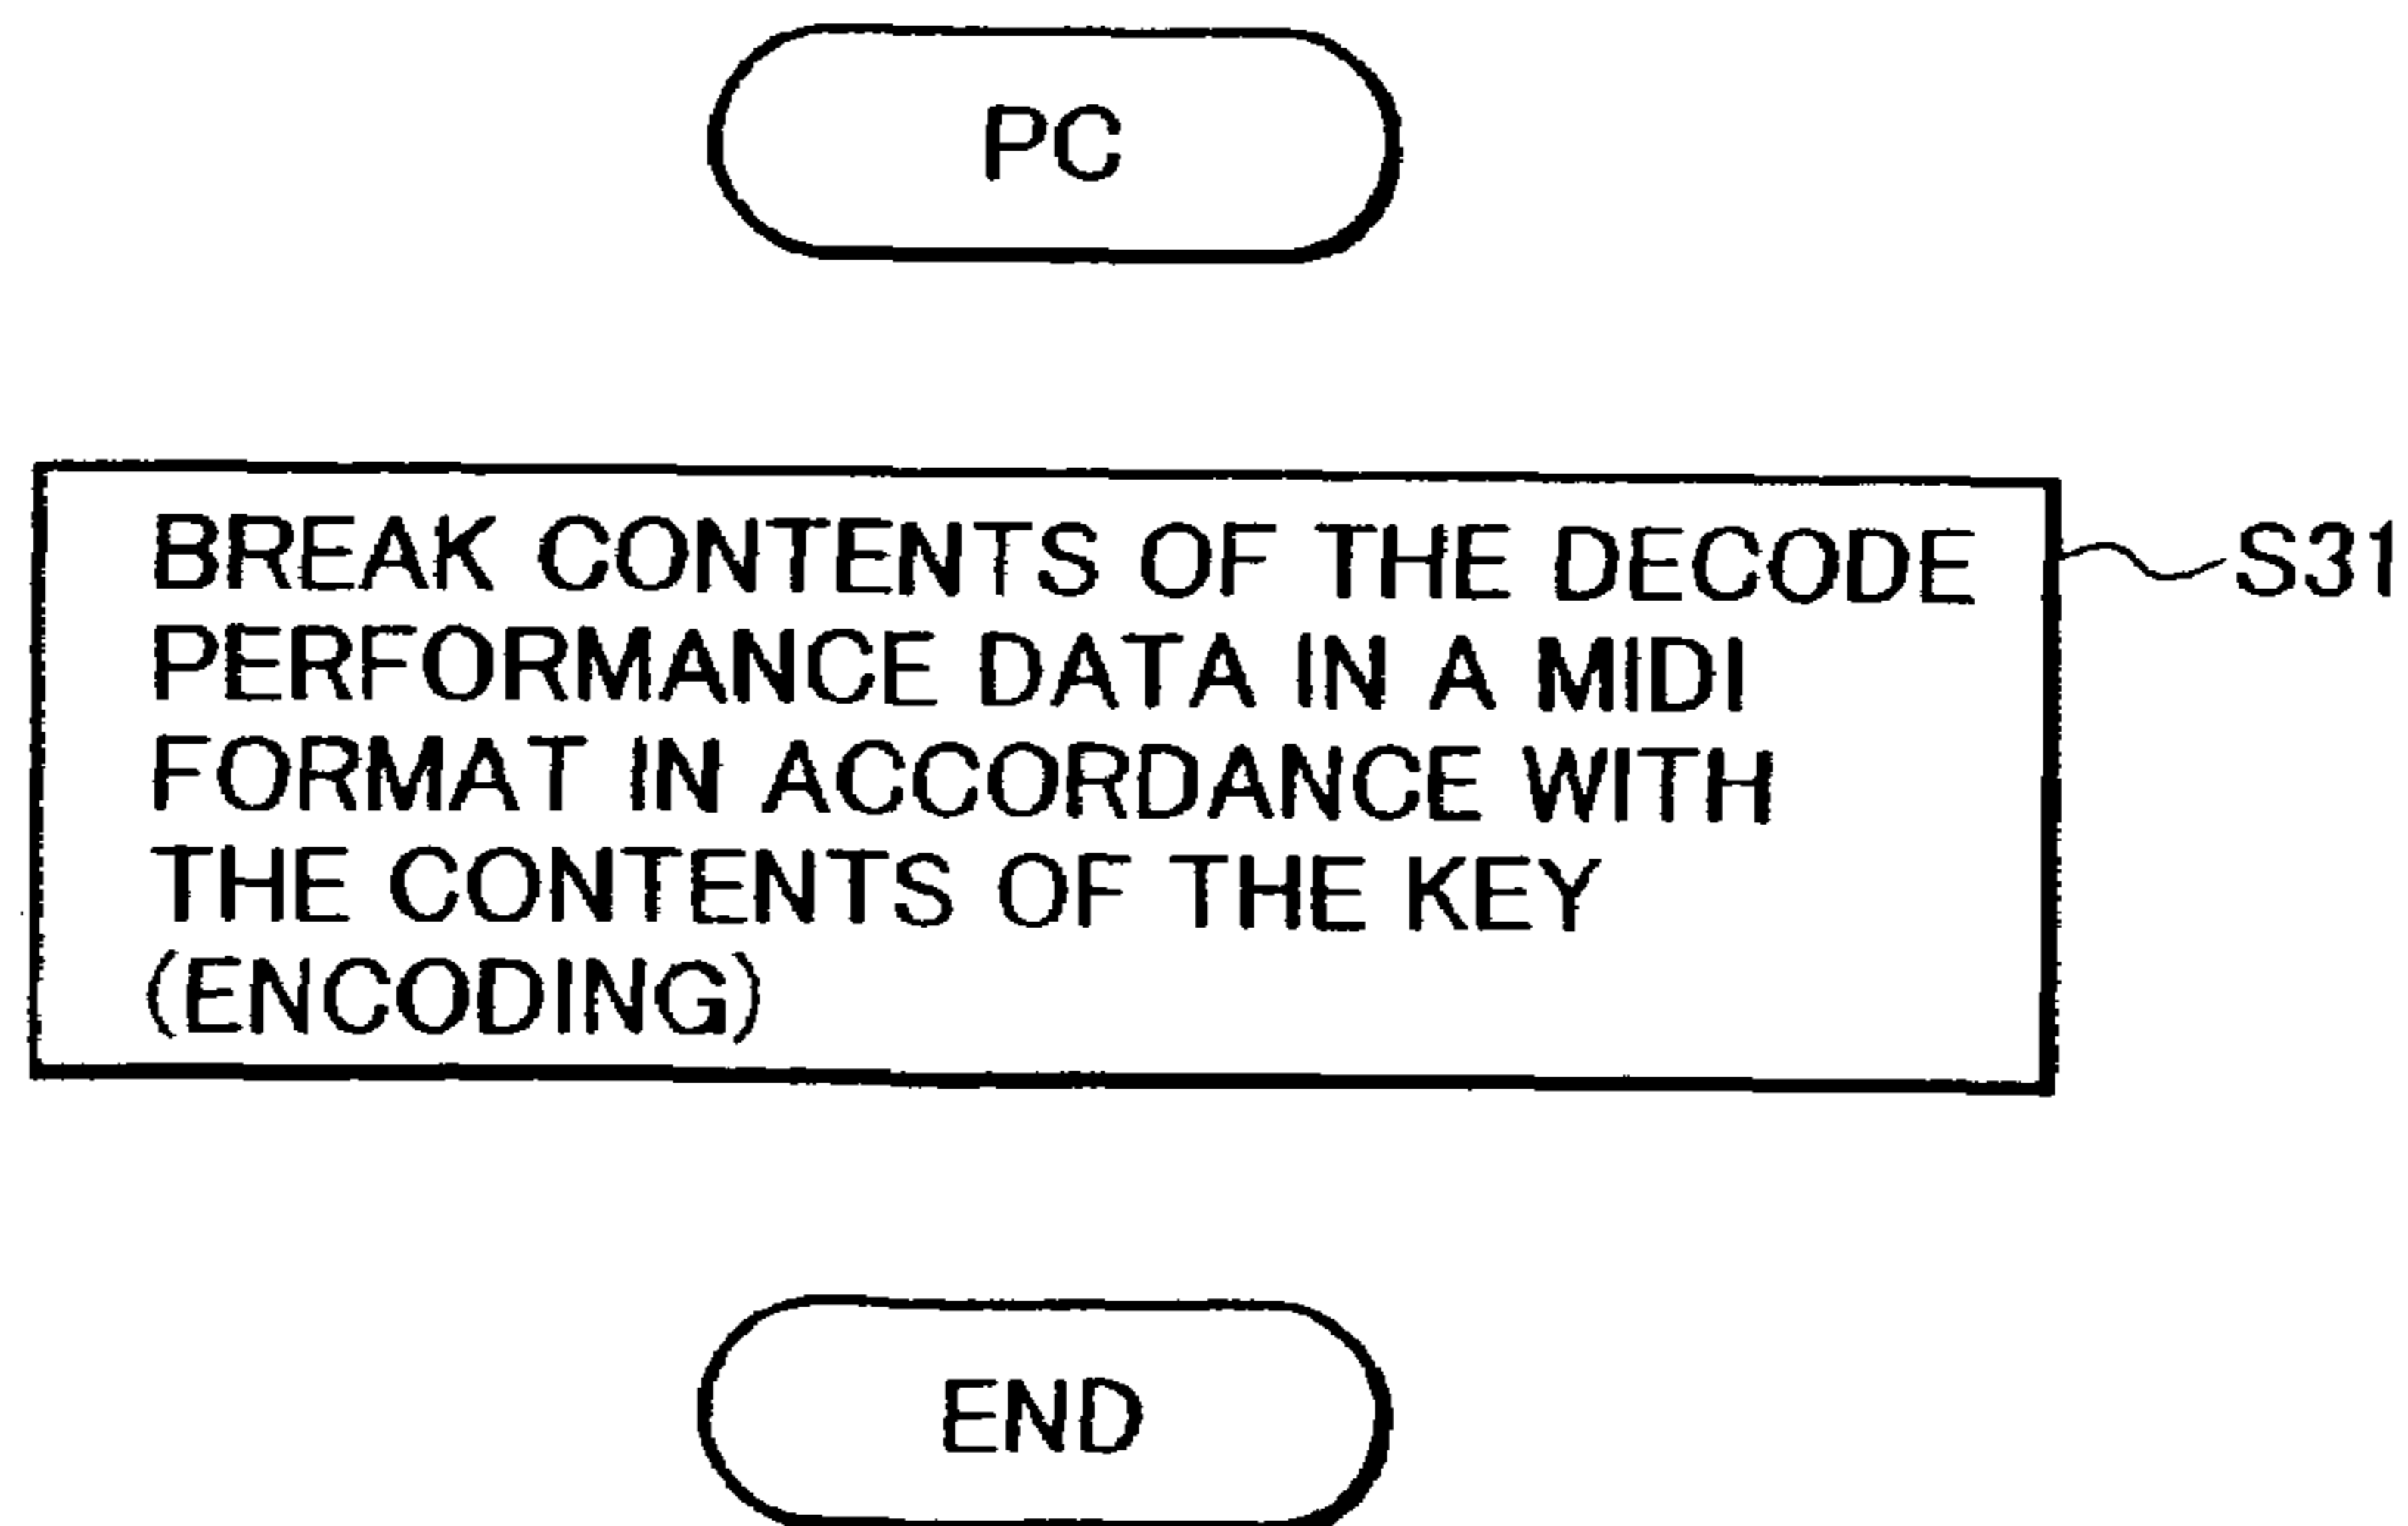 PC
BREAK CONTENTS OF THE DECODE
S31
PERFORMANCE DATA IN A MIDI
FORMAT IN ACCORDANCE WITH
THE CONTENTS OF THE KEY
(ENCODING)
END